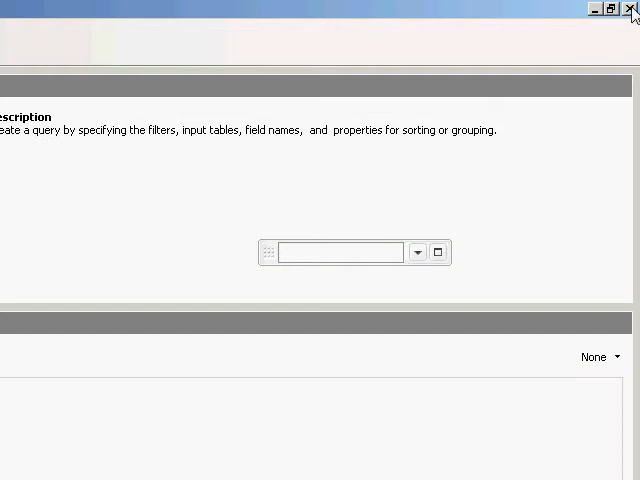 escription
eate a query by specifying the filters, input tables, field names,  and  properties for sorting or grouping.
None